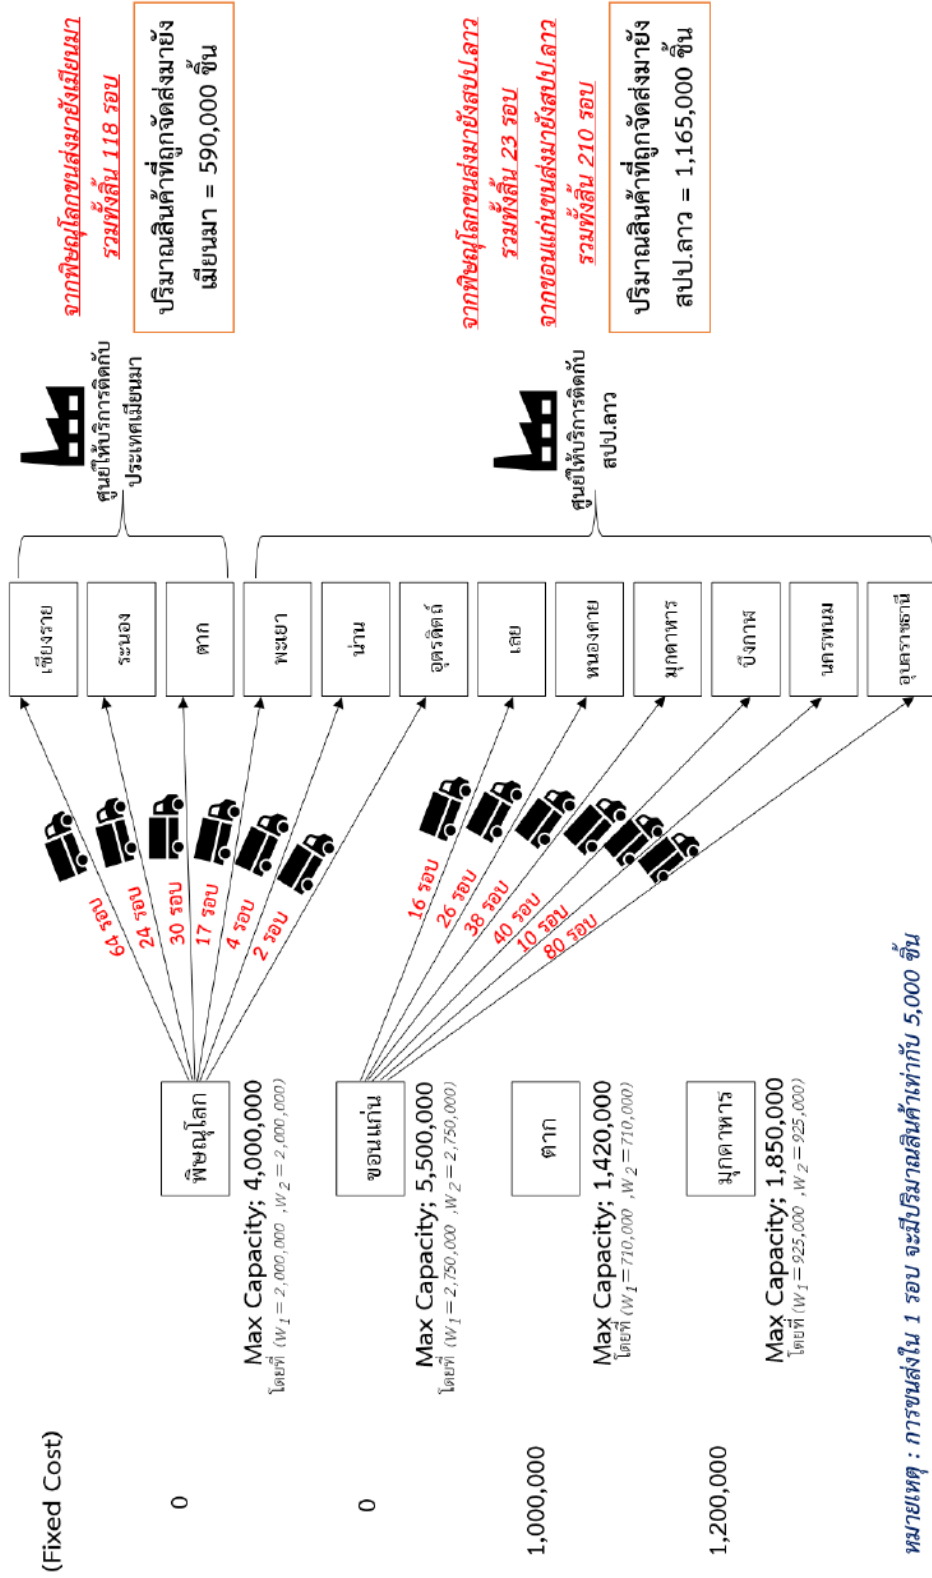 (Fixed Cost)
0
0
1,000,000
1,200,000
พิษณุโลก
Max Capacity; 4,000,000
โดยที่ (W1 = 2,000,000 ,W2 = 2,000,000)
ขอนแก่น
Max Capacity; 5,500,000
โดยที่ (W1 = 2,750,000 ,W2 = 2,750,000)
ตาก
Max Capacity; 1,420,000
โดยที่ (W1 = 710,000 ,W2 = 710,000)
มุกดาหาร
Max Capacity; 1,850,000
โดยที่ (W1 = 925,000 ,W2 = 925,000)
64 รอบ
24 รอบ
30 รอบ
17 รอบ
4 รอบ
2 รอบ
16 รอบ
26 รอบ
38 รอบ
40 รอบ
10 รอบ
80 รอบ
เชียงราย
ระนอง
ตาก
พะเยา
น่าน
อุตรดิตถ์
เลย
หนองคาย
มุกดาหาร
บึงกาฬ
นครพนม
อุบลราชธานี
ศูนย์ให้บริการติดกับ
ประเทศเมียนมา
ศูนย์ให้บริการติดกับ
สปป.ลาว
จากพิษณุโลกขนส่งมายังเมียนมา
รวมทั้งสิ้น 118 รอบ
ปริมาณสินค้าที่ถูกจัดส่งมายัง
เมียนมา = 590,000 ชิ้น
จากพิษณุโลกขนส่งมายังสปป.ลาว
รวมทั้งสิ้น 23 รอบ
จากขอนแก่นขนส่งมายังสปป.ลาว
รวมทั้งสิ้น 210 รอบ
ปริมาณสินค้าที่ถูกจัดส่งมายัง
สปป.ลาว = 1,165,000 ชิ้น
หมายเหตุ : การขนส่งใน 1 รอบ จะมีปริมาณสินค้าเท่ากับ 5,000 ชิ้น